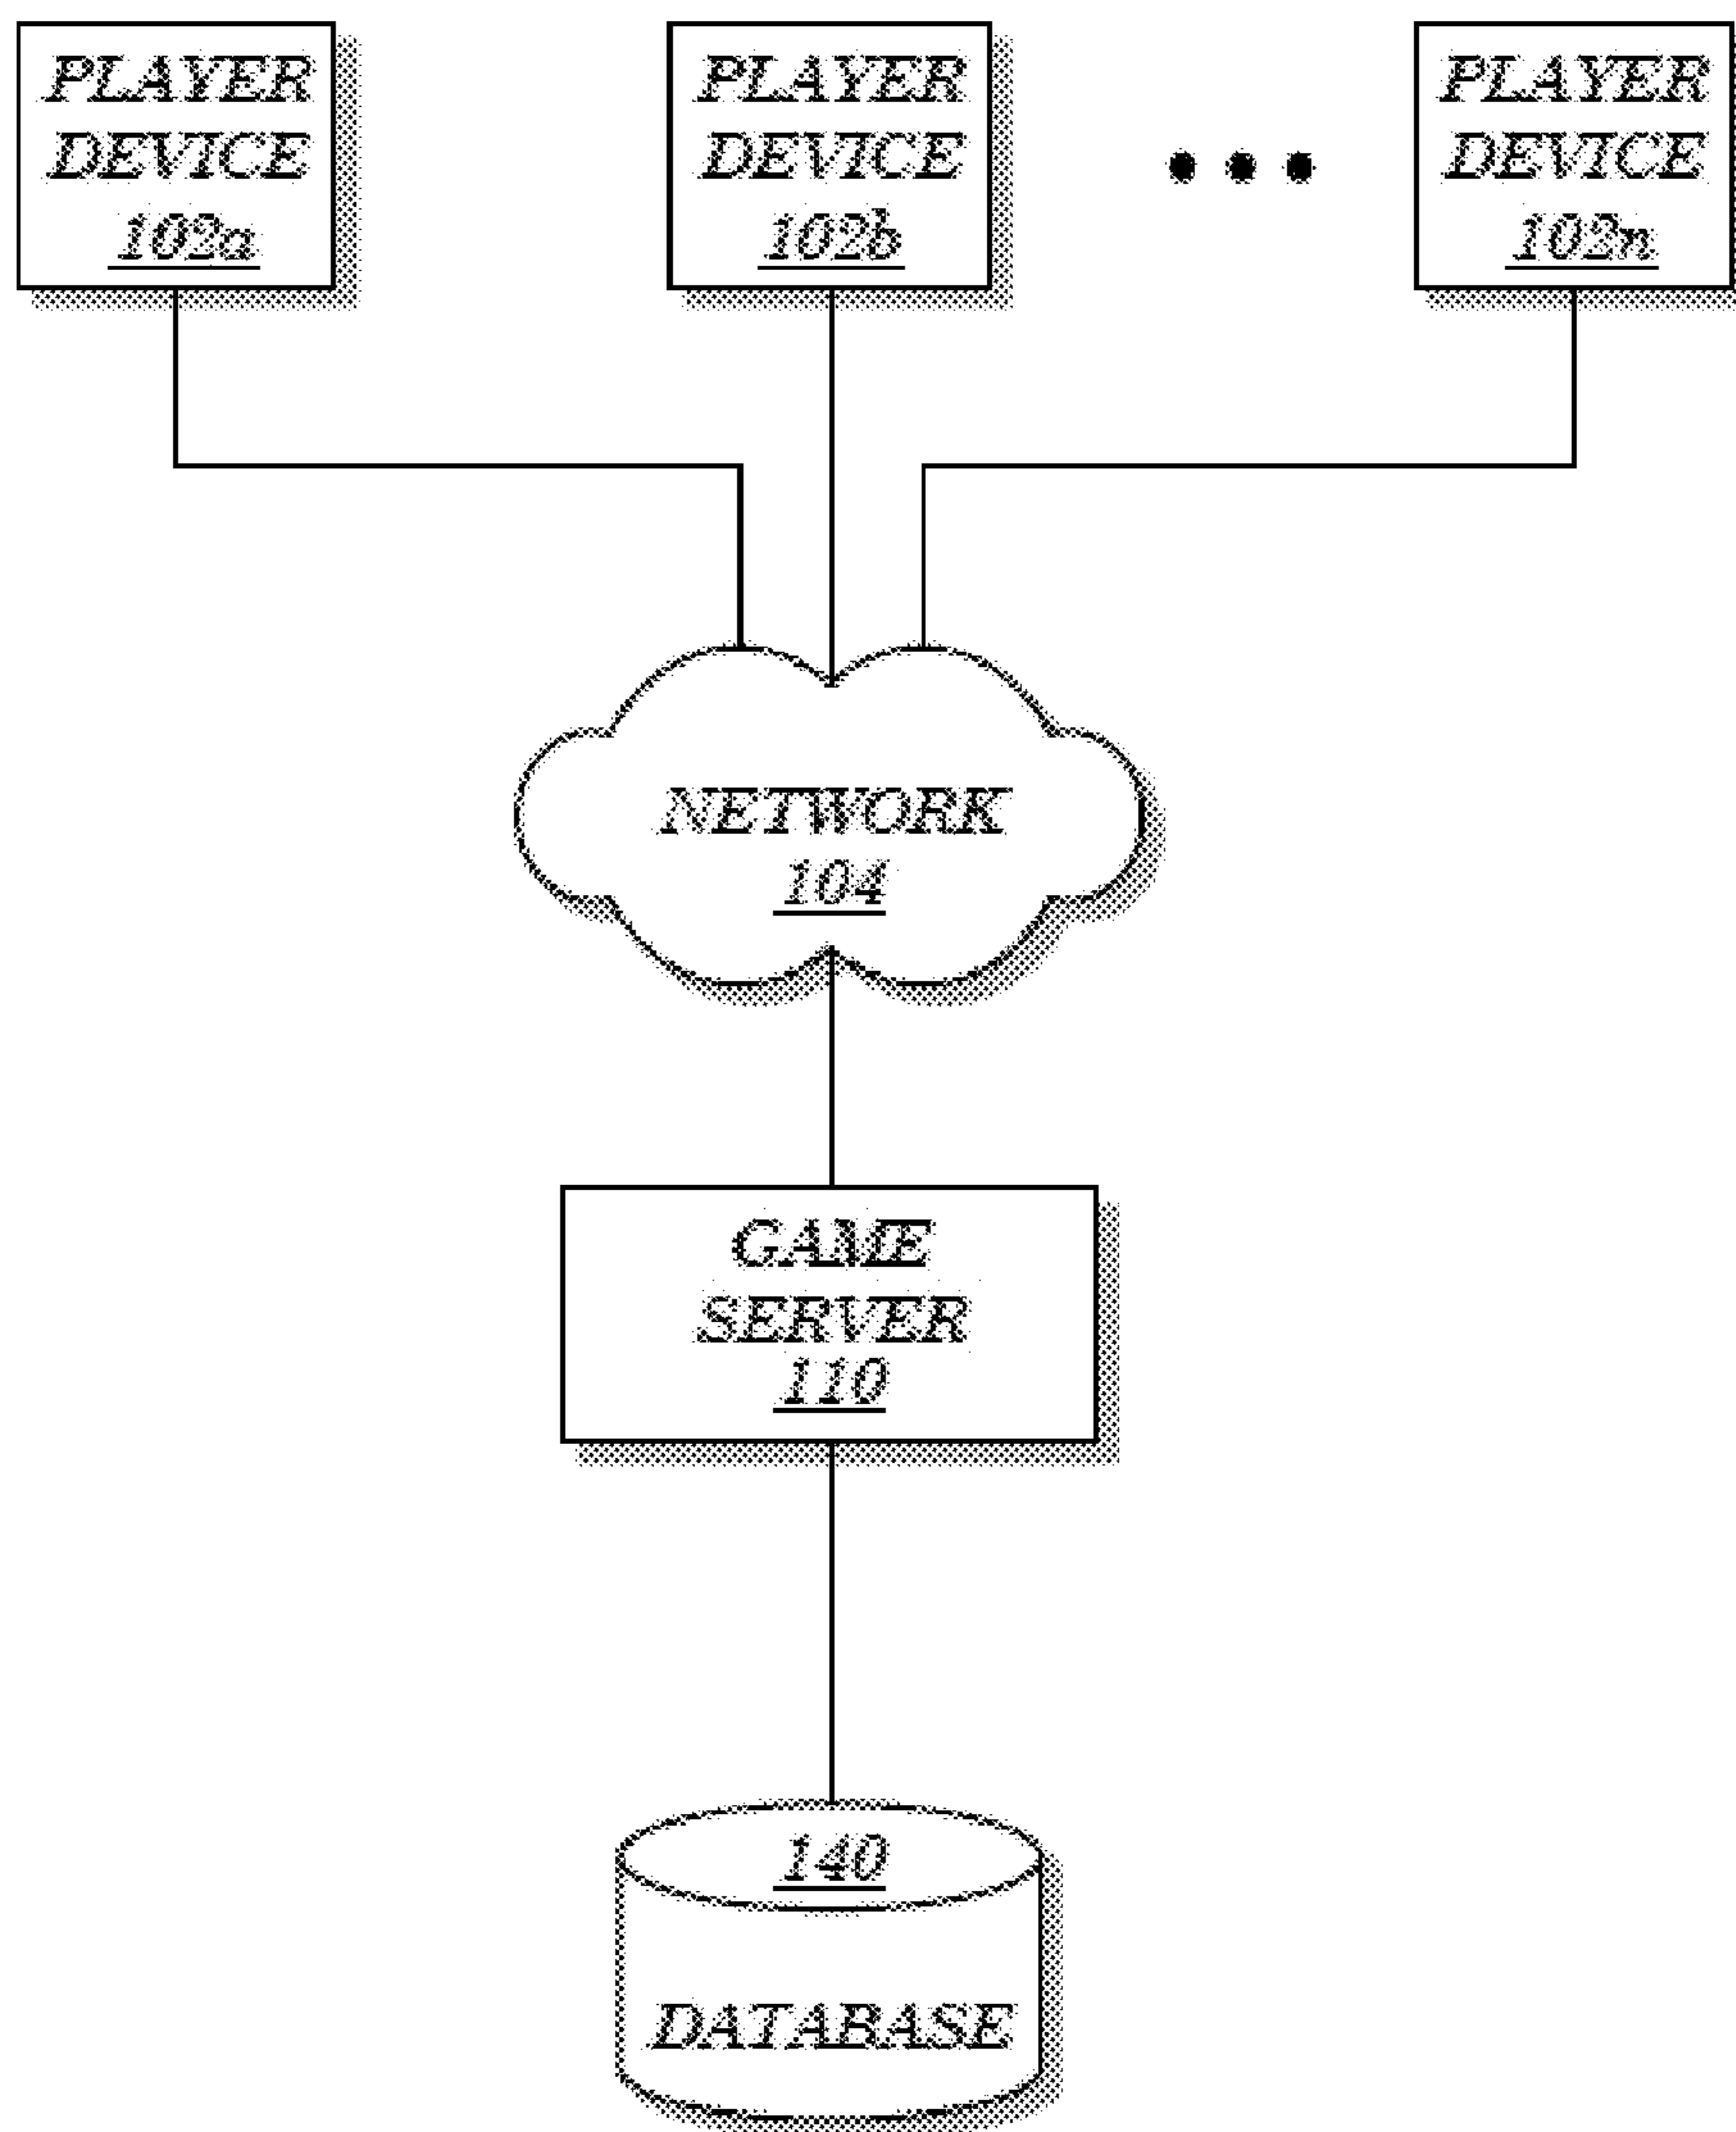 PLAYER
DEVICE
102a
PLAYER
DEVICE
102b
PLAYER
DEVICE
102n
NETWORK
104
GAME
SERVER
110
140
DATABASE